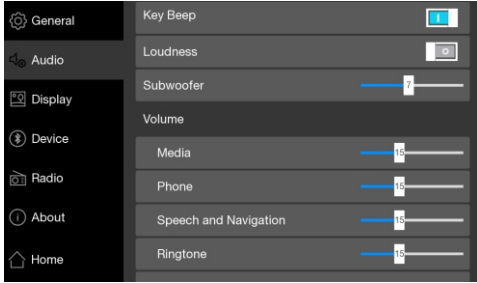 General
Audio
Display
Device
Radio
About
Home
Key Beep
Loudness
Subwoofer 7
Volume
Media 15
Phone 15
Speech and Navigation 15
Ringtone 15